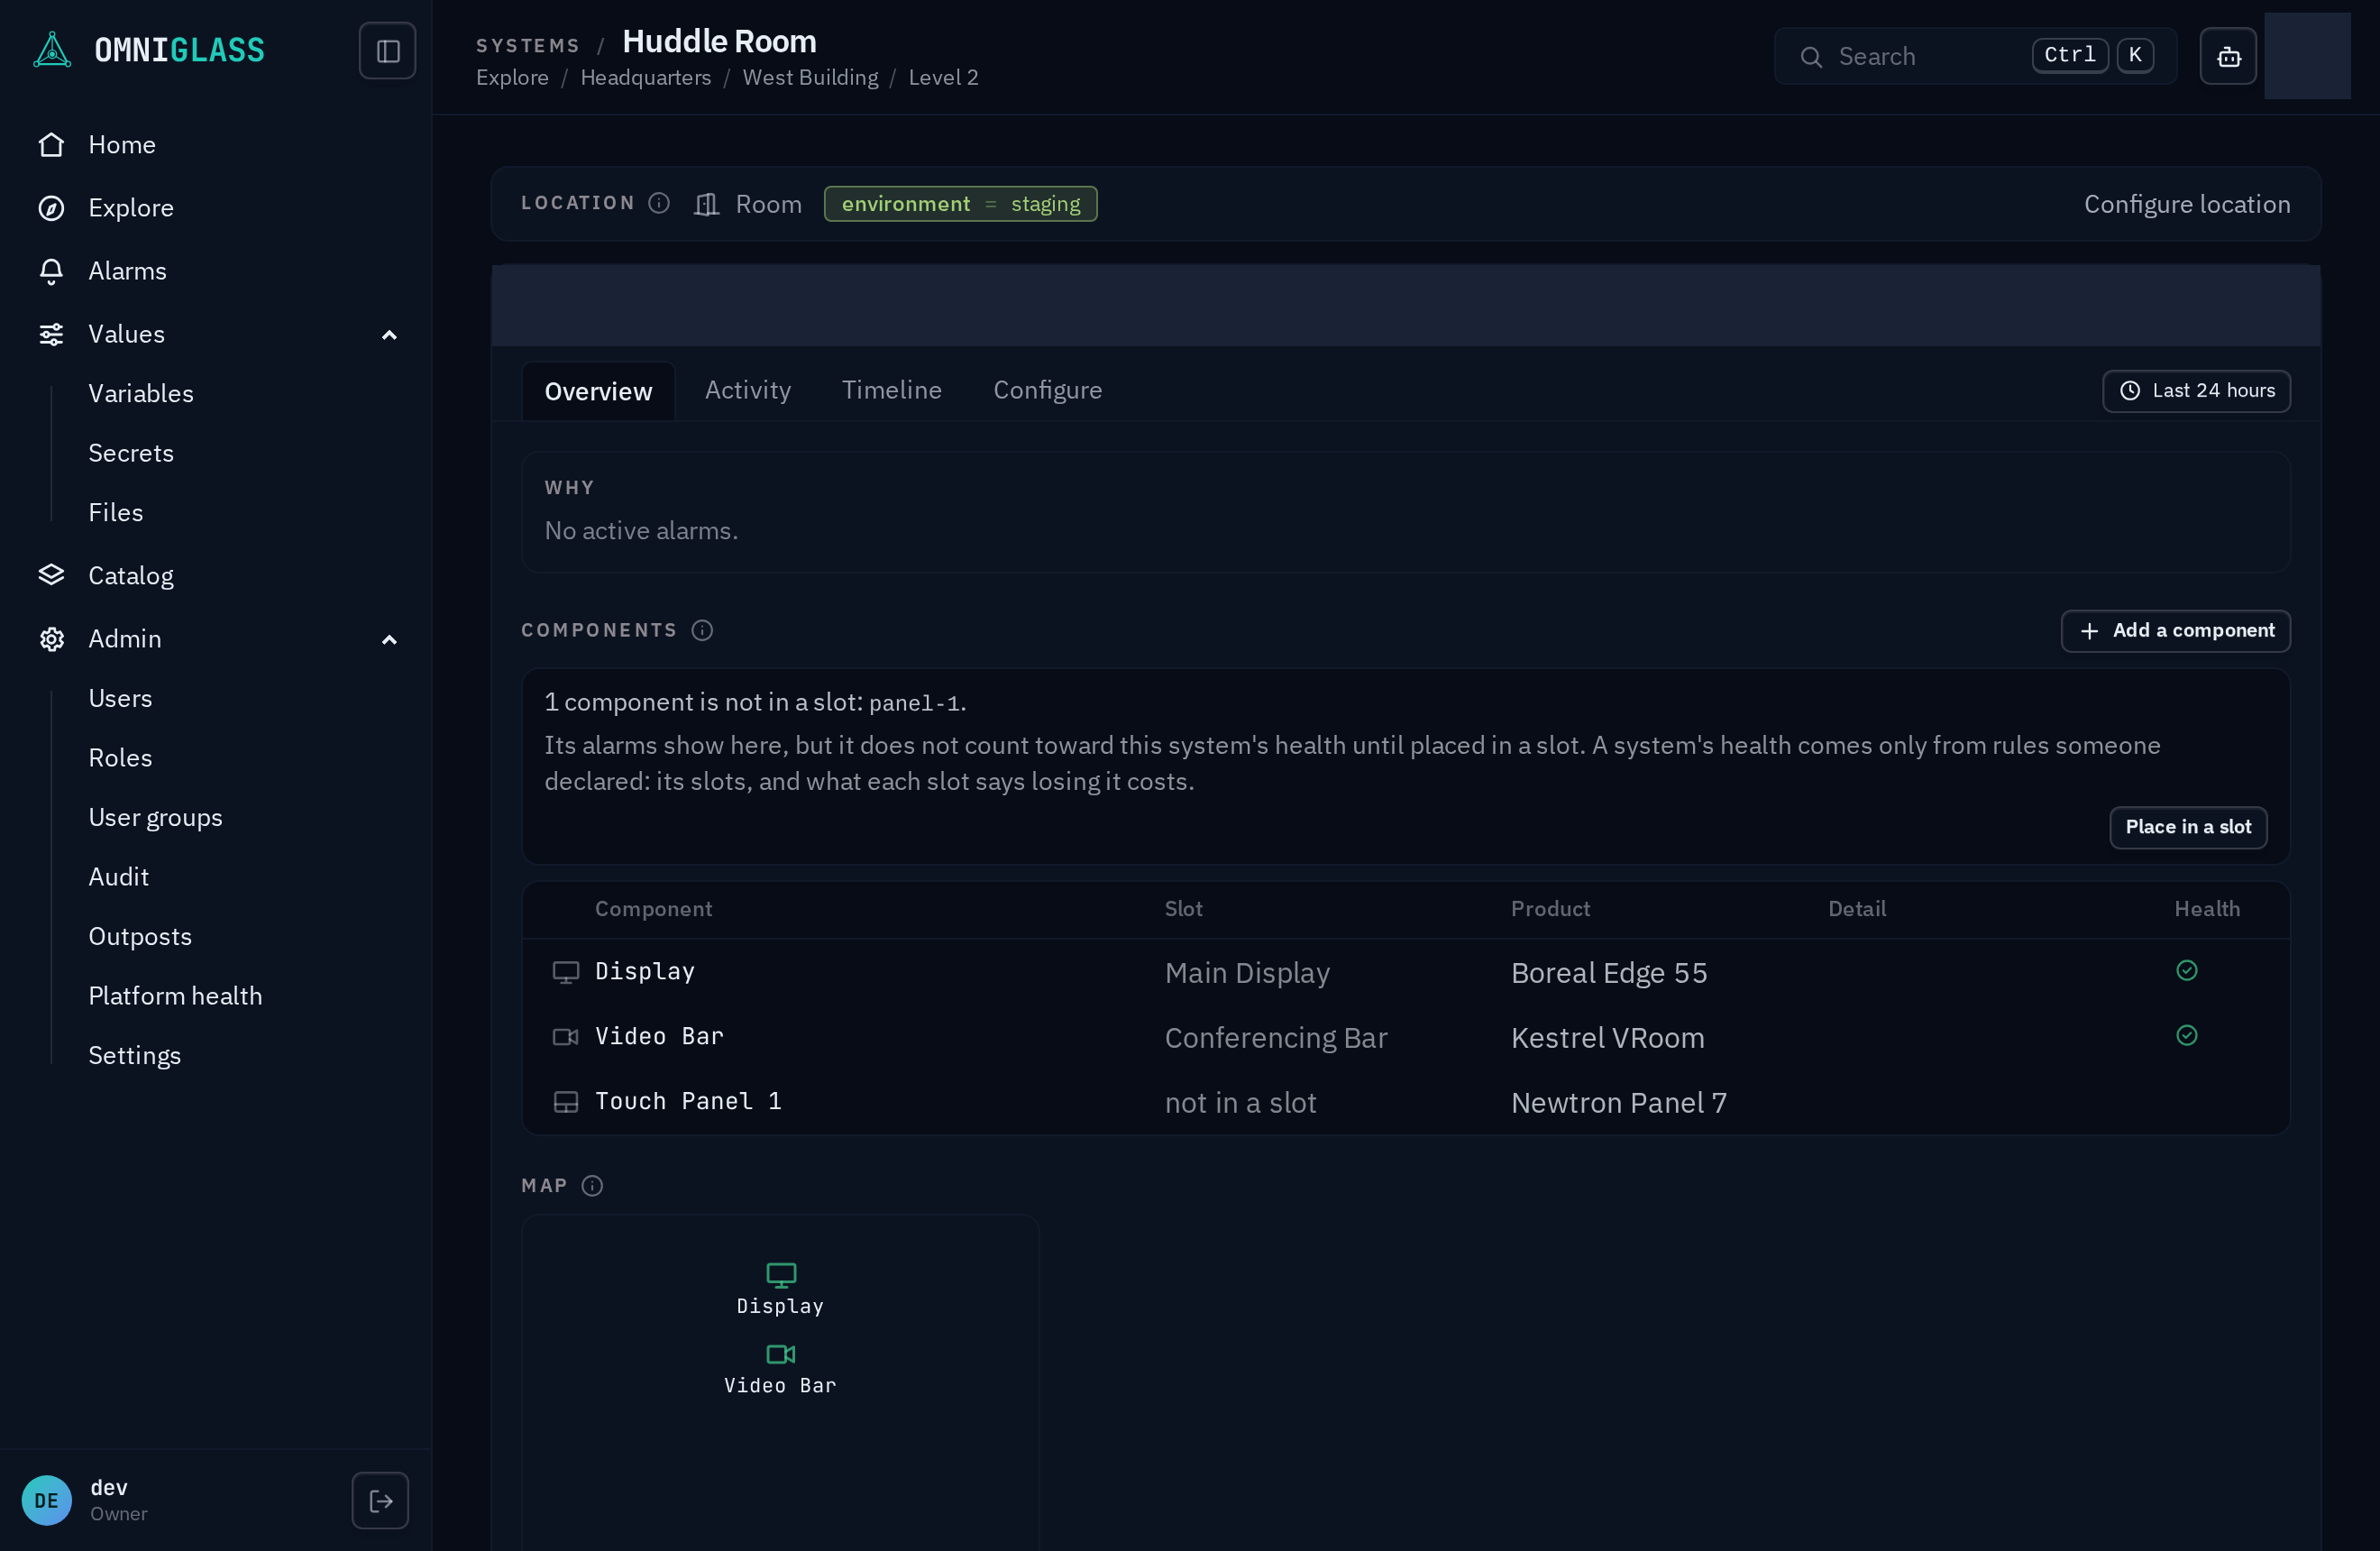 OMNIGLASS
Home
Explore
Alarms
Values
Variables
Secrets
Files
Catalog
Admin
Users
Roles
User groups
Audit
Outposts
Platform health
Settings
DE
dev
Owner
SYSTEMS / Huddle Room
Explore / Headquarters / West Building / Level 2
Search Ctrl K
LOCATION Room environment = staging Configure location
Overview Activity Timeline Configure Last 24 hours
WHY
No active alarms.
COMPONENTS Add a component
1 component is not in a slot: panel-1.
Its alarms show here, but it does not count toward this system's health until placed in a slot. A system's health comes only from rules someone
declared: its slots, and what each slot says losing it costs.
Place in a slot
Component Slot Product Detail Health
Display Main Display Boreal Edge 55
Video Bar Conferencing Bar Kestrel VRoom
Touch Panel 1 not in a slot Newtron Panel 7
MAP
Display
Video Bar